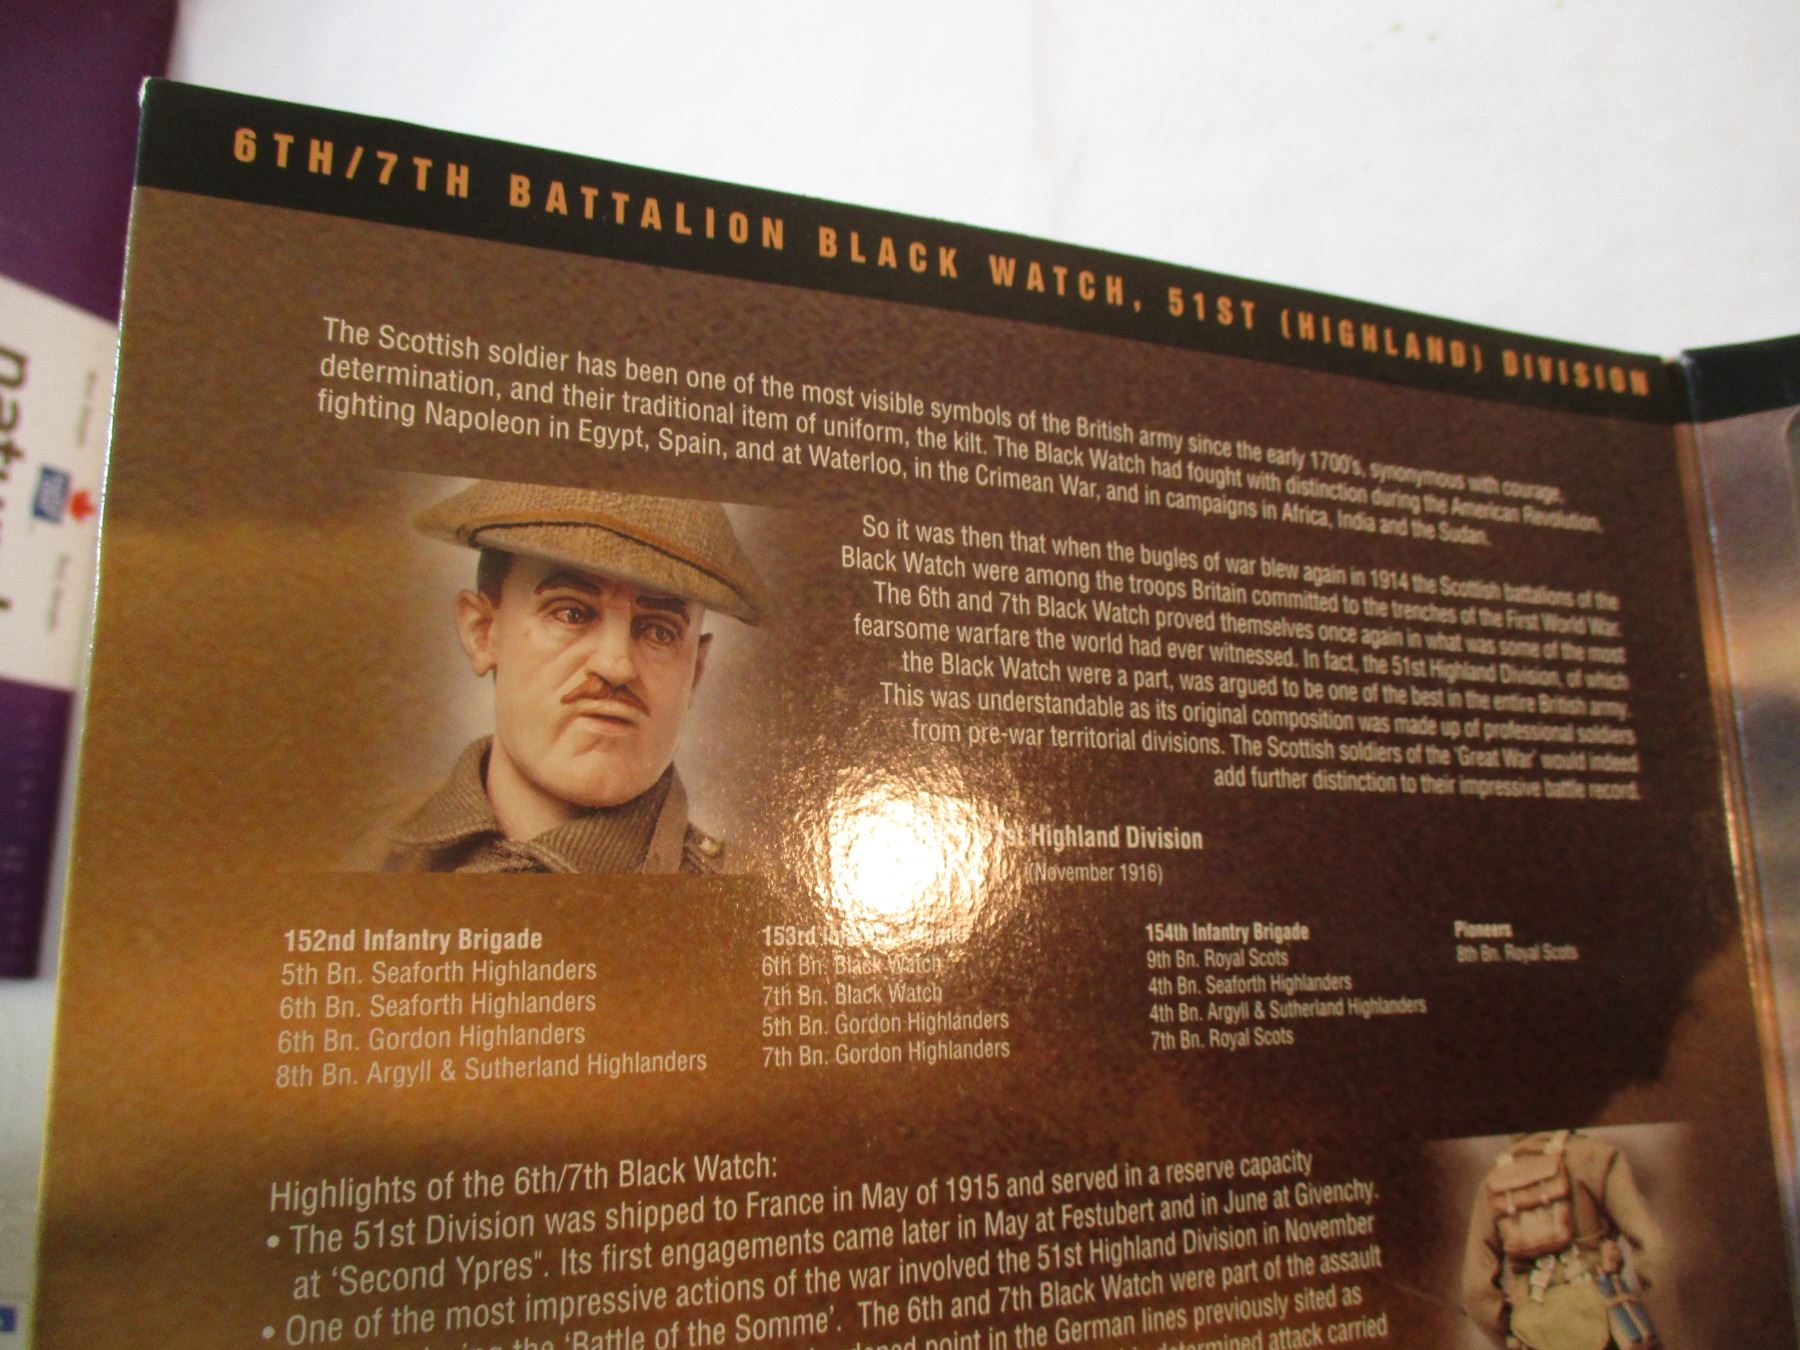 6TH/7TH BATTALION BLACK WATCH, 51ST (HIGHLAND) DIVISION
The Scottish soldier has been one of the most visible symbols of the British army since the early 1700's, synonymous with courage,
determination, and their traditional item of uniform, the kilt. The Black Watch had fought with distinction during the American Revolution,
fighting Napoleon in Egypt, Spain, and at Waterloo, in the Crimean War, and in campaigns in Africa, India and the Sudan.
So it was then that when the bugles of war blew again in 1914 the Scottish battalions of the
Black Watch were among the troops Britain committed to the trenches of the First World War.
The 6th and 7th Black Watch proved themselves once again in what was some of the most
fearsome warfare the world had ever witnessed. In fact, the 51st Highland Division, of which
the Black Watch were a part, was argued to be one of the best in the entire British army.
This was understandable as its original composition was made up of professional soldiers
from pre-war territorial divisions. The Scottish soldiers of the 'Great War' would indeed
add further distinction to their impressive battle record.
st Highland Division
(November 1916)
152nd Infantry Brigade
5th Bn. Seaforth Highlanders
6th Bn. Seaforth Highlanders
6th Bn. Gordon Highlanders
8th Bn. Argyll & Sutherland Highlanders
153rd Infantry Brigade
6th Bn. Black Watch
7th Bn. Black Watch
5th Bn. Gordon Highlanders
7th Bn. Gordon Highlanders
154th Infantry Brigade
9th Bn. Royal Scots
4th Bn. Seaforth Highlanders
4th Bn. Argyll & Sutherland Highlanders
7th Bn. Royal Scots
Pioneers
8th Bn. Royal Scots
Highlights of the 6th/7th Black Watch:
• The 51st Division was shipped to France in May of 1915 and served in a reserve capacity
at 'Second Ypres". Its first engagements came later in May at Festubert and in June at Givenchy.
• One of the most impressive actions of the war involved the 51st Highland Division in November
the 'Battle of the Somme'. The 6th and 7th Black Watch were part of the assault
point in the German lines previously sited as
determined attack carried